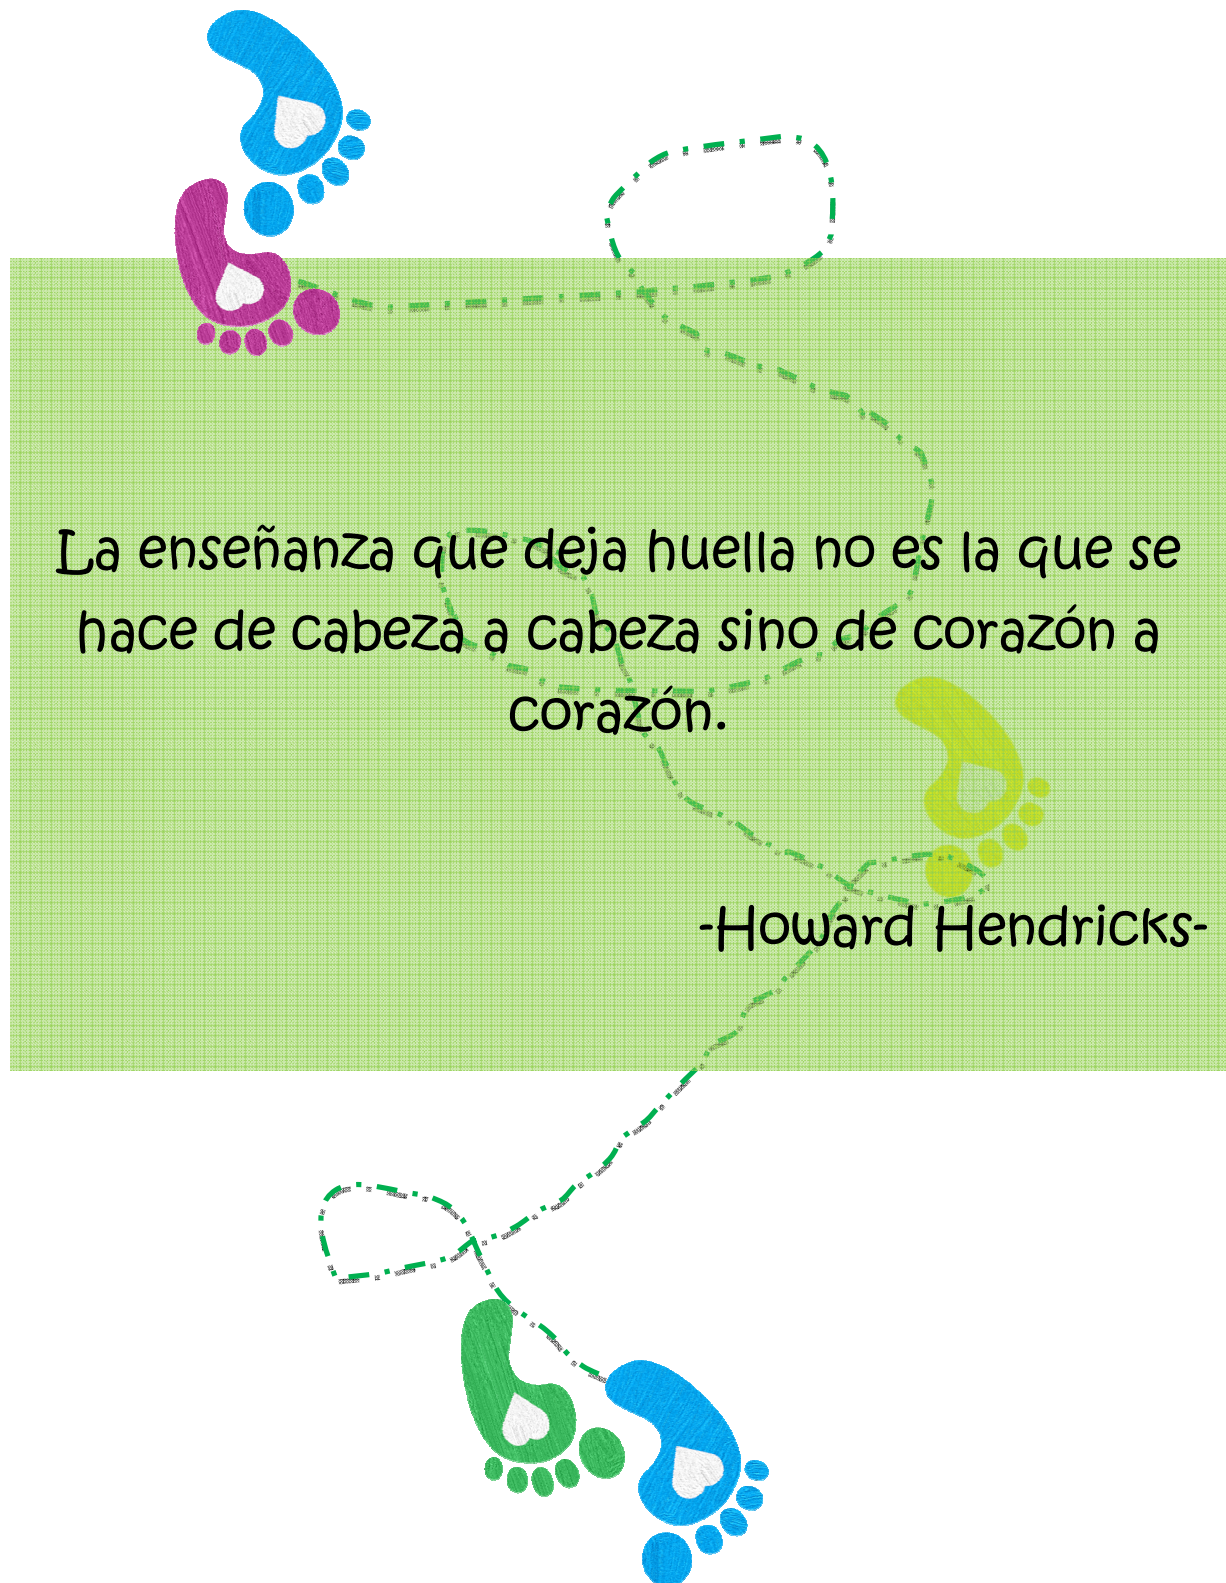 La enseñanza que deja huella no es la que se
hace de cabeza a cabeza sino de corazón a
corazón.
-Howard Hendricks-